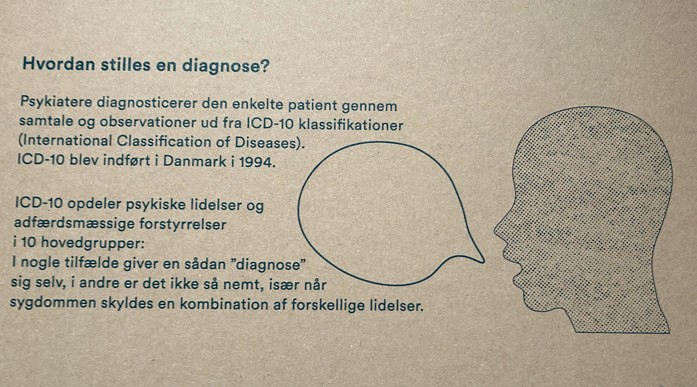 Hvordan stilles en diagnose?
Psykiatere diagnosticerer den enkelte patient gennem
samtale og observationer ud fra ICD-10 klassifikationer
(International Classification of Diseases).
ICD-10 blev indført i Danmark i 1994.
ICD-10 opdeler psykiske lidelser og
adfærdsmæssige forstyrrelser
i 10 hovedgrupper:
I nogle tilfælde giver en sådan ”diagnose”
sig selv, i andre er det ikke så nemt, især når
sygdommen skyldes en kombination af forskellige lidelser.